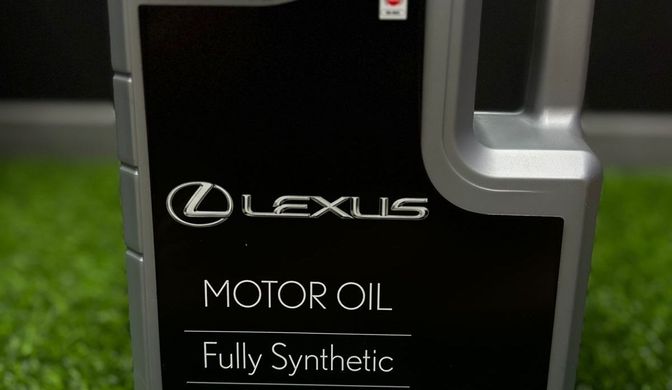 LEXUS
MOTOR OIL
Fully Synthetic